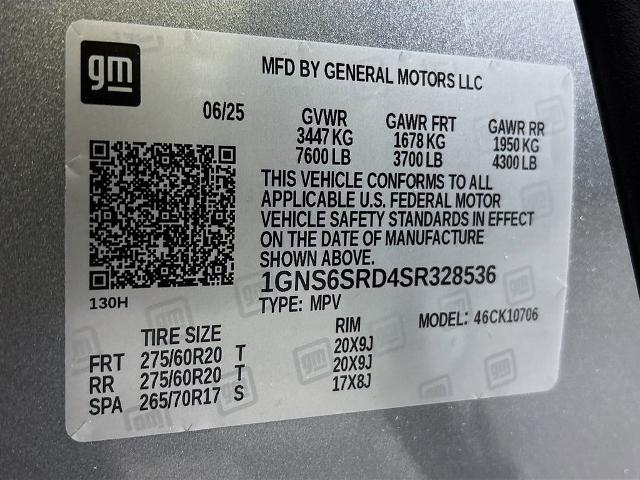 gm
MFD BY GENERAL MOTORS LLC
06/25
GVWR GAWR FRT GAWR RR
3447 KG 1678 KG 1950 KG
7600 LB 3700 LB 4300 LB
THIS VEHICLE CONFORMS TO ALL
APPLICABLE U.S. FEDERAL MOTOR
VEHICLE SAFETY STANDARDS IN EFFECT
ON THE DATE OF MANUFACTURE
SHOWN ABOVE.
1GNS6SRD4SR328536
130H
TYPE: MPV
MODEL: 46CK10706
TIRE SIZE RIM
FRT 275/60R20 T 20X9J
RR 275/60R20 T 20X9J
SPA 265/70R17 S 17X8J